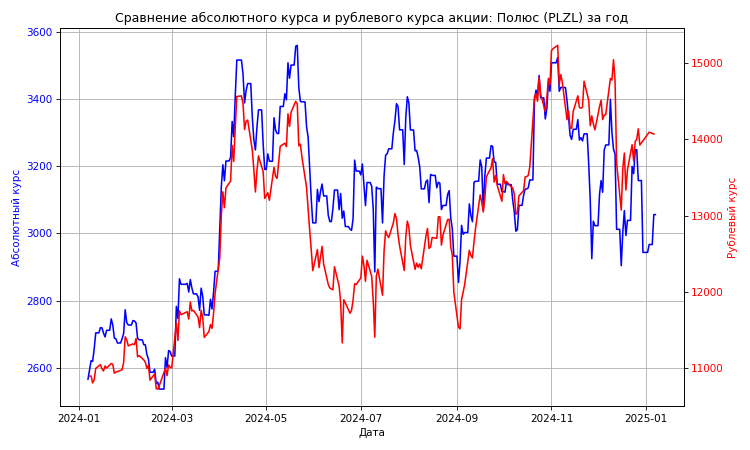 Сравнение абсолютного курса и рублевого курса акции: Полюс (PLZL) за год
Абсолютный курс
3600
3400
3200
3000
2800
2600
15000
14000
13000
12000
11000
Рублевый курс
2024-01 2024-03 2024-05 2024-07 2024-09 2024-11 2025-01
Дата